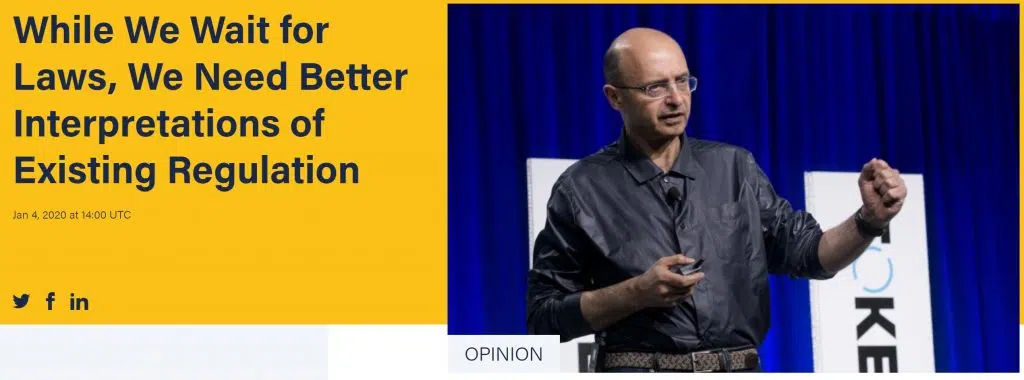 While We Wait for
Laws, We Need Better
Interpretations of
Existing Regulation
Jan 4, 2020 at 14:00 UTC
OPINION
OKE